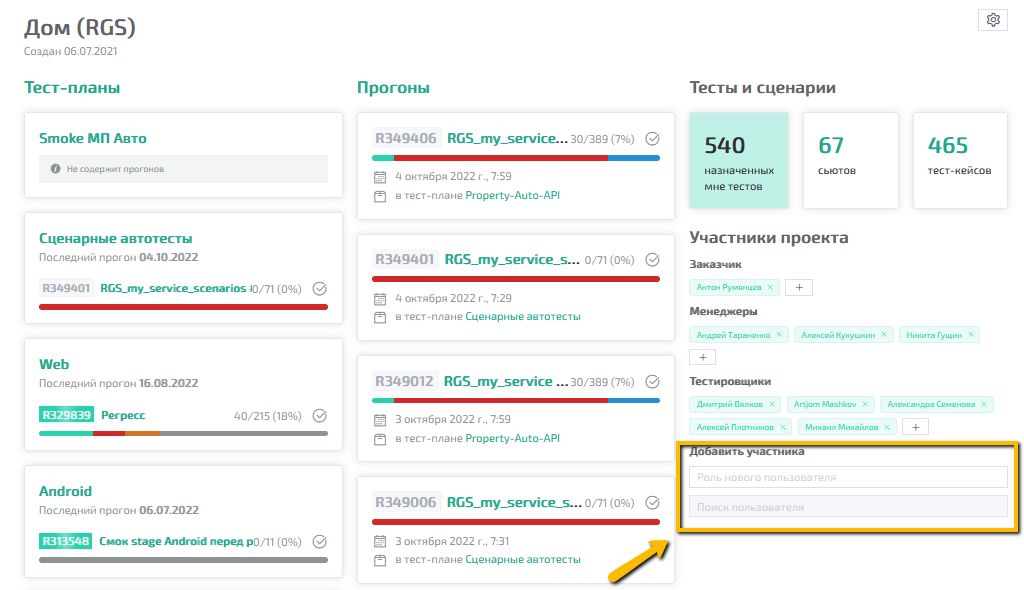 Дом (RGS)
Создан 06.07.2021
Тест-планы
Smoke МП Авто
Не содержит прогонов
Сценарные автотесты
Последний прогон 04.10.2022
R349401 RGS_my_service_scenarios 0/71 (0%)
Web
Последний прогон 16.08.2022
R329839 Регресс 40/215 (18%)
Android
Последний прогон 06.07.2022
R313548 Смок stage Android перед р 0/11 (0%)
Прогоны
R349406 RGS_my_service... 30/389 (7%)
4 октября 2022 г., 7:59
в тест-плане Property-Auto-API
R349401 RGS_my_service_s... 0/71 (0%)
4 октября 2022 г., 7:29
в тест-плане Сценарные автотесты
R349012 RGS_my_service ... 30/389 (7%)
3 октября 2022 г., 7:59
в тест-плане Property-Auto-API
R349006 RGS_my_service_s... 0/71 (0%)
3 октября 2022 г., 7:31
в тест-плане Сценарные автотесты
Тесты и сценарии
540
назначенных
мне тестов
67
сьютов
465
тест-кейсов
Участники проекта
Заказчик
Антон Румянцев × +
Менеджеры
Андрей Тараненко × Алексей Кукушкин × Никита Гущин ×
+
Тестировщики
Дмитрий Вялков × Artjom Mashkov × Александра Семенова ×
Алексей Плотников × Михаил Михайлов × +
Добавить участника
Роль нового пользователя
Поиск пользователя